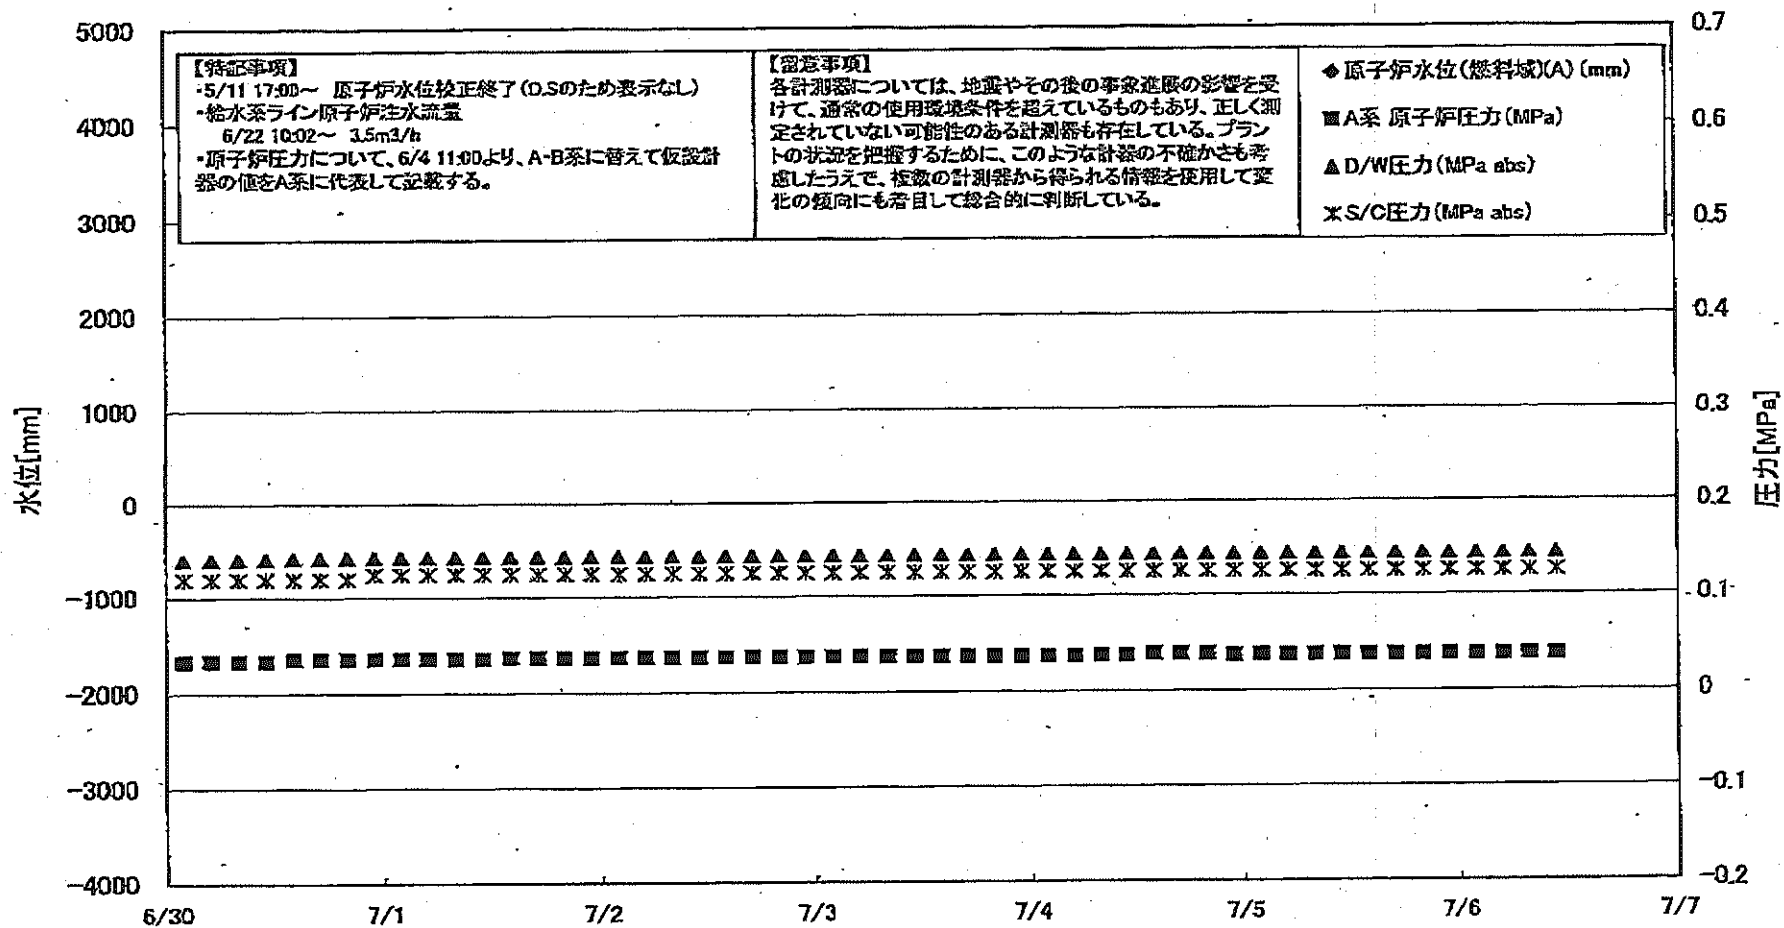 5000
4000
3000
2000
1000
0
-1000
-2000
-3000
-4000
水位[mm]
【特記事項】
・5/11 17:00～ 原子炉水位校正終了(D.Sのため表示なし)
・給水系ライン原子炉注水流量
6/22 10:02～ 3.5m3/h
・原子炉圧力について、6/4 11:00より、A・B系に替えて仮設計
器の値をA系に代表して記載する。
【留意事項】
各計測器については、地震やその後の事象進展の影響を受
けて、通常の使用環境条件を超えているものもあり、正しく測
定されていない可能性のある計測器も存在している。プラン
トの状況を把握するために、このような計器の不確かさも考
慮したうえで、複数の計測器から得られる情報を使用して変
化の傾向にも着目して総合的に判断している。
◆原子炉水位(燃料域)(A)(mm)
■A系 原子炉圧力(MPa)
▲D/W圧力(MPa abs)
S/C圧力(MPa abs)
0.7
0.6
0.5
0.4
0.3
0.2
0.1
0
-0.1
-0.2
圧力[MPa]
6/30
7/1
7/2
7/3
7/4
7/5
7/6
7/7